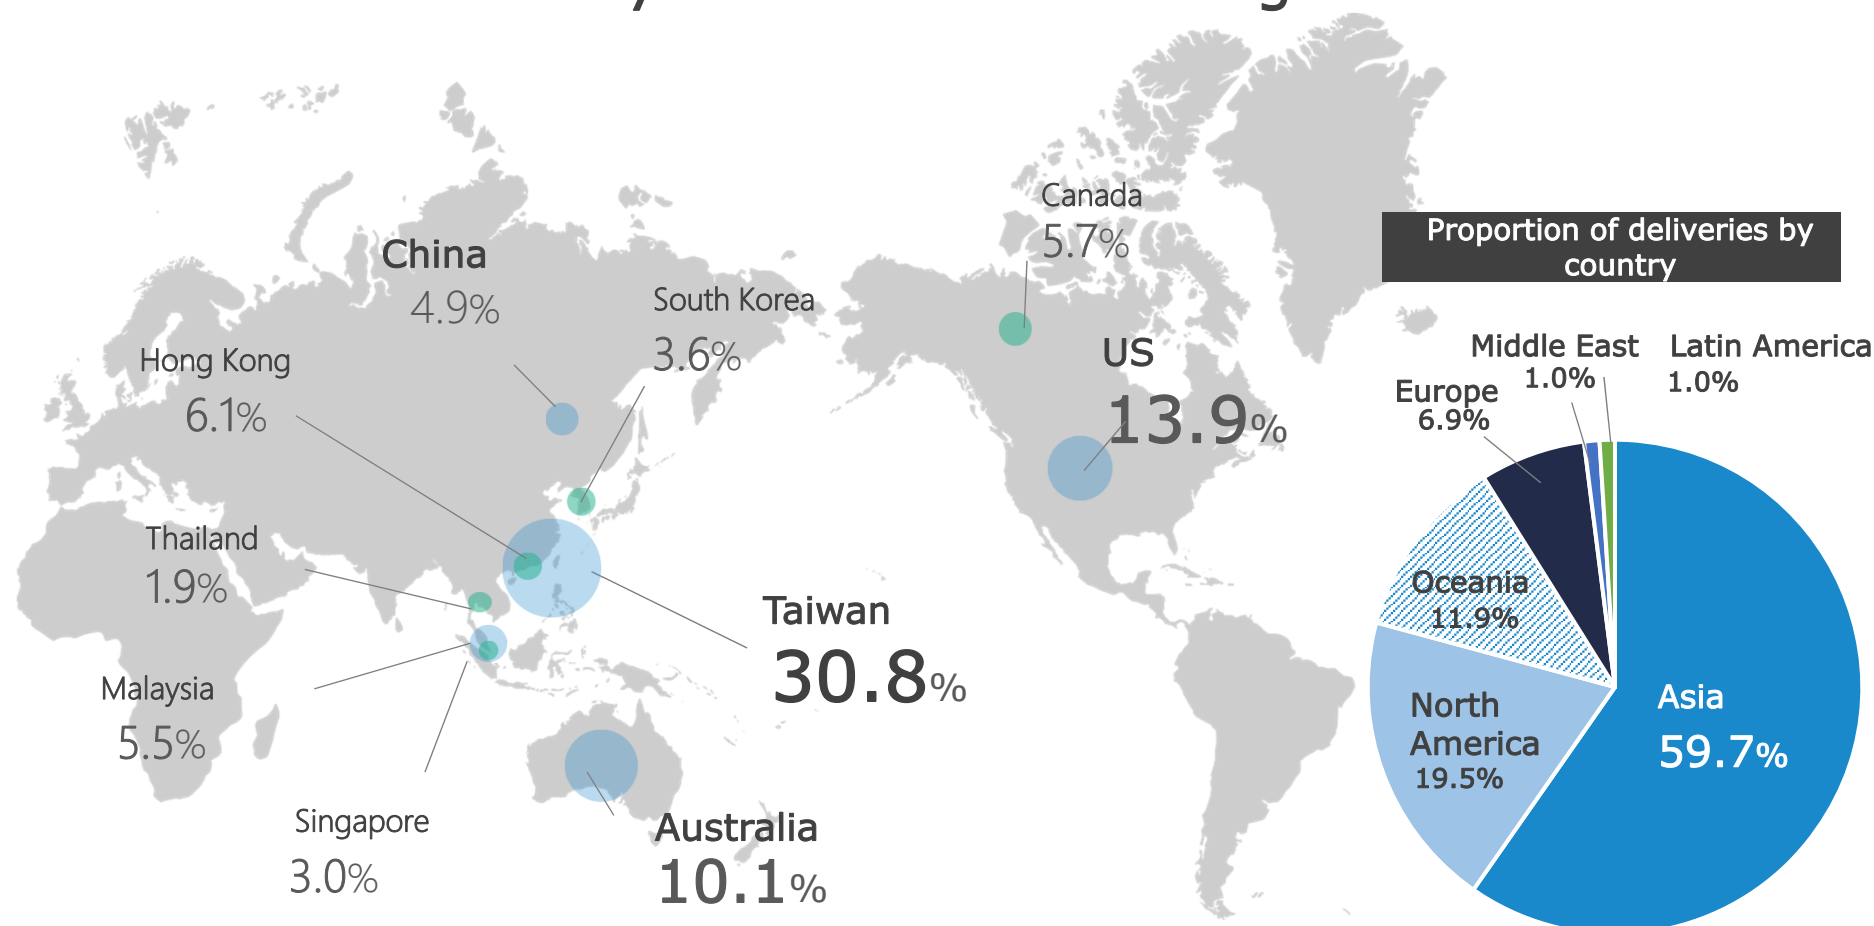 Canada
5.7%
China
4.9%
South Korea
3.6%
Hong Kong
6.1%
US
13.9%
Thailand
1.9%
Taiwan
30.8%
Malaysia
5.5%
Singapore
3.0%
Australia
10.1%
Proportion of deliveries by
country
Middle East
1.0%
Latin America
1.0%
Europe
6.9%
Oceania
11.9%
North
America
19.5%
Asia
59.7%